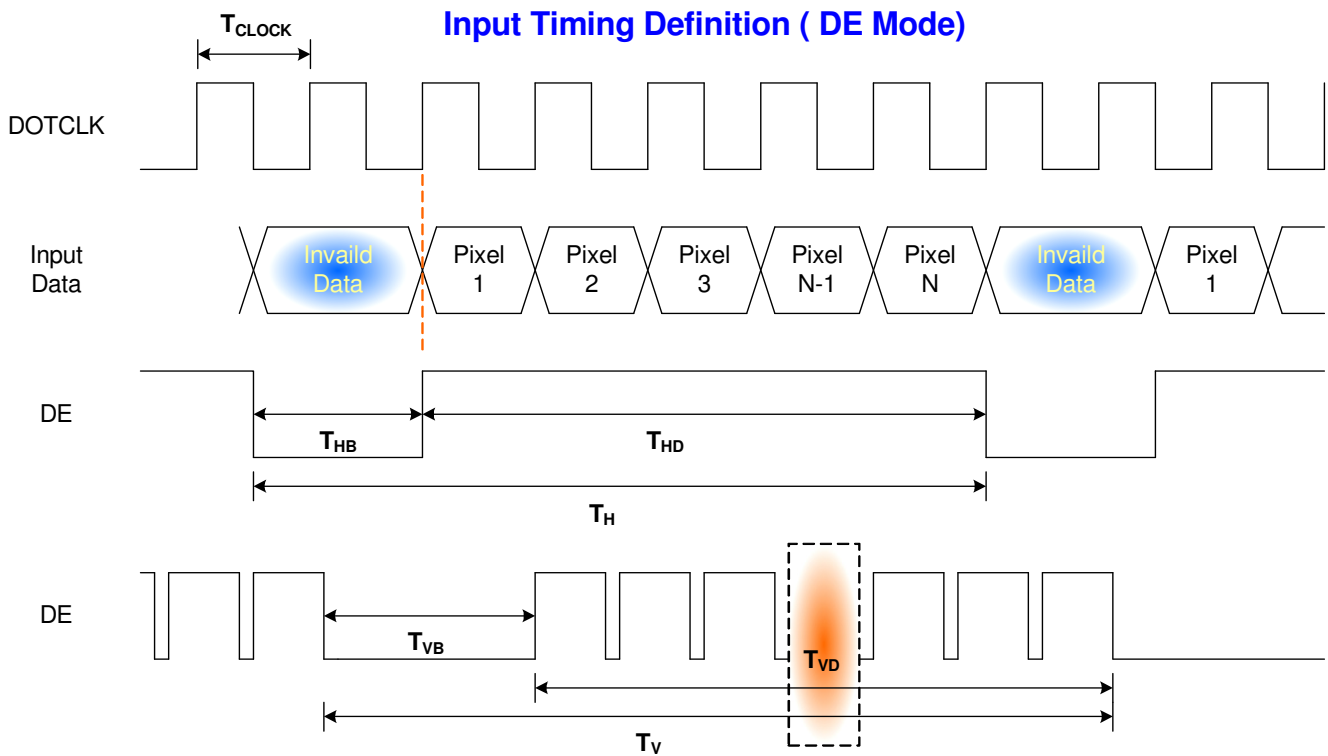 Input Timing Definition ( DE Mode)
TCLOCK
DOTCLK
Input
Data
Invaild
Data
Pixel
1
Pixel
2
Pixel
3
Pixel
N-1
Pixel
N
Invaild
Data
Pixel
1
DE
THB
THD
TH
DE
TVB
TVD
TV